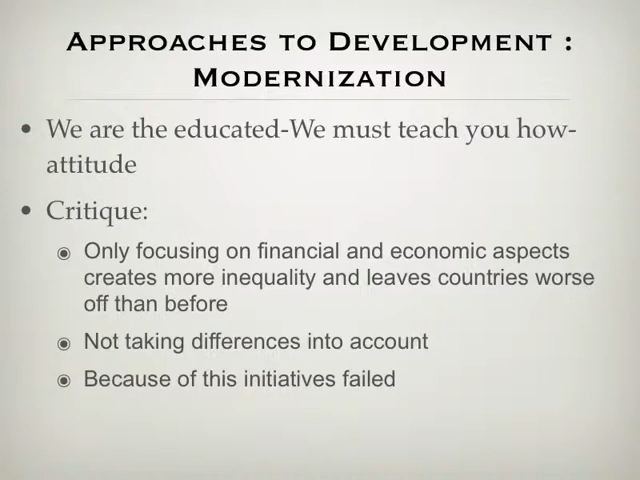 Approaches to Development :
Modernization
• We are the educated-We must teach you how-
attitude
• Critique:
◉ Only focusing on financial and economic aspects
creates more inequality and leaves countries worse
off than before
◉ Not taking differences into account
◉ Because of this initiatives failed